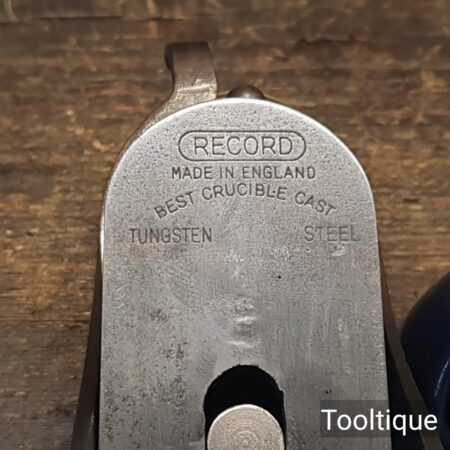 RECORD
MADE IN ENGLAND
BEST CRUCIBLE CAST
TUNGSTEN STEEL
Tooltique